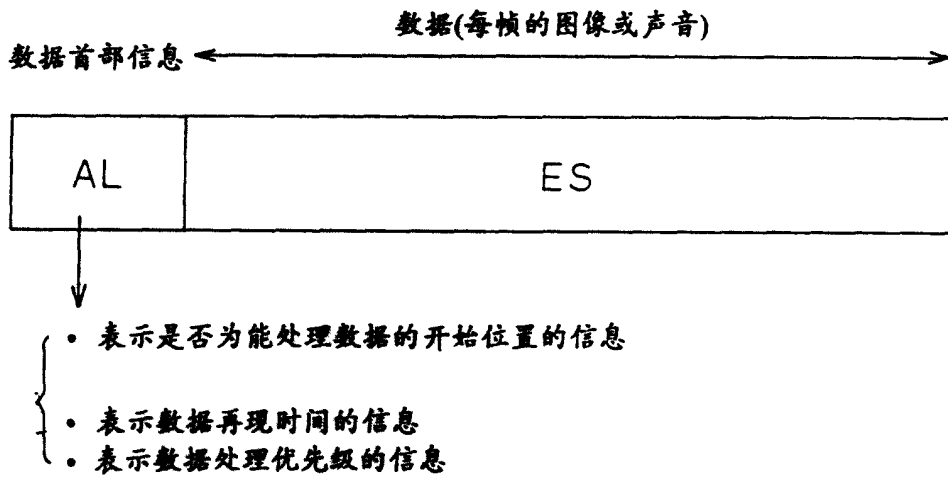 数据(每帧的图像或声音)
数据首部信息
AL
ES
• 表示是否为能处理数据的开始位置的信息
• 表示数据再现时间的信息
• 表示数据处理优先级的信息